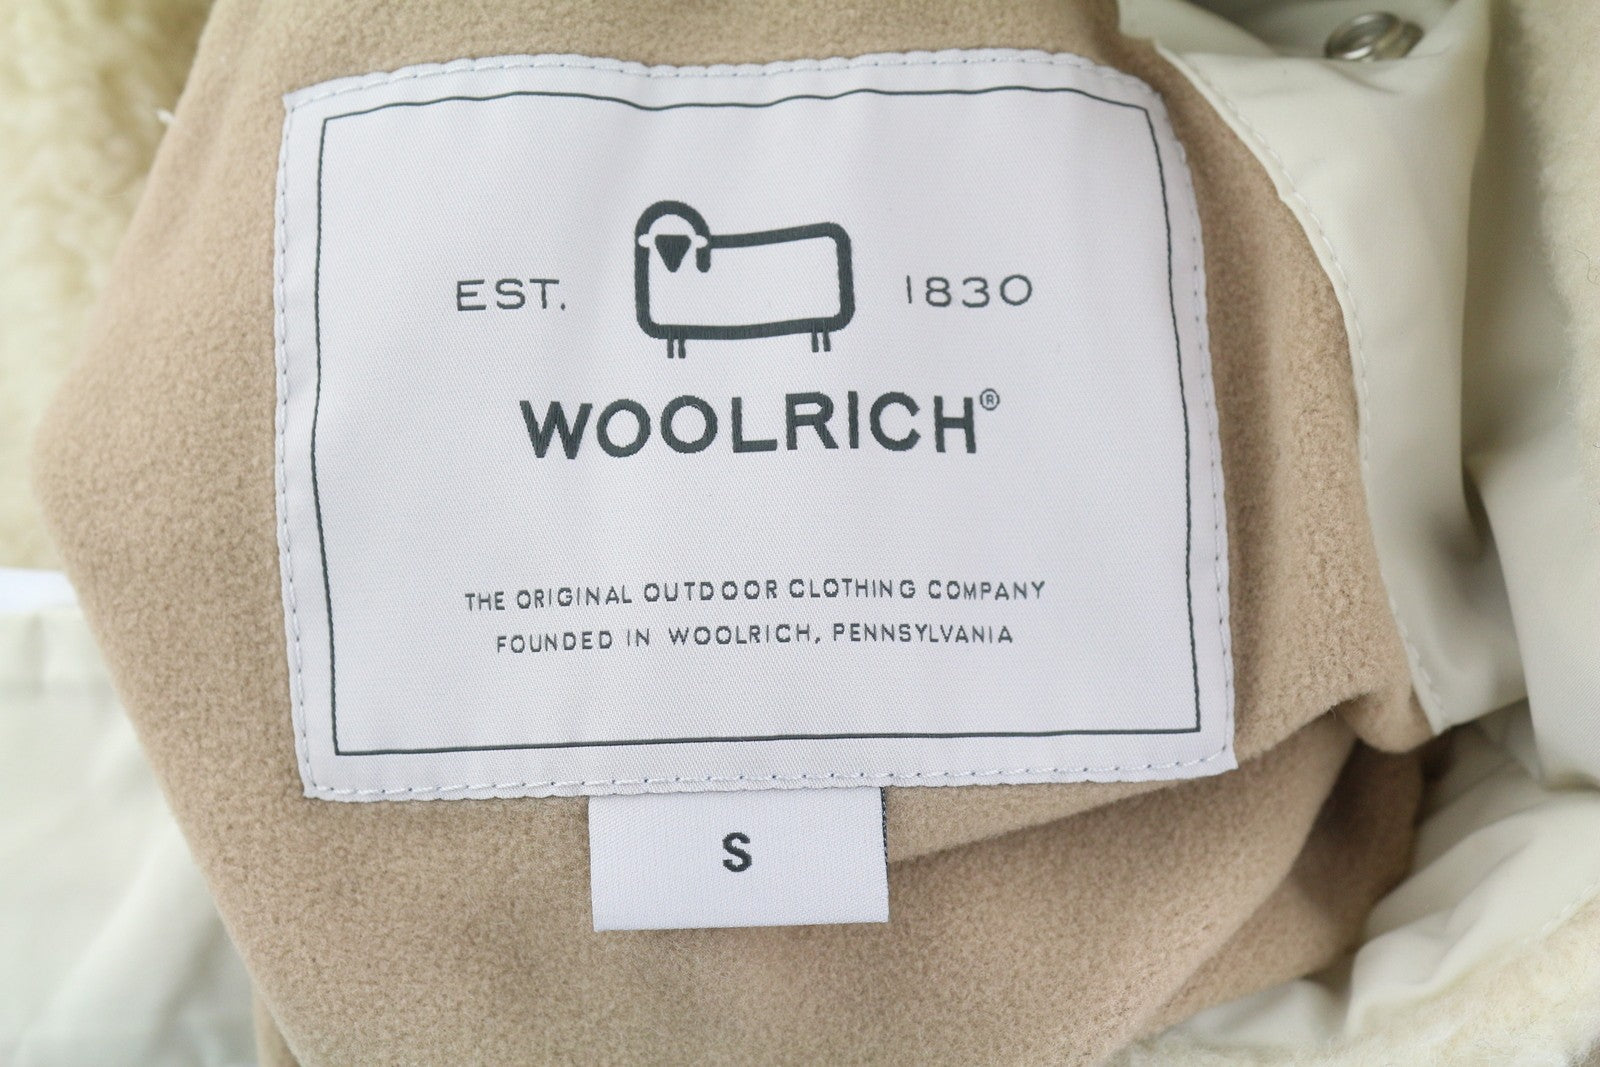 EST. 1830
WOOLRICH®
THE ORIGINAL OUTDOOR CLOTHING COMPANY
FOUNDED IN WOOLRICH, PENNSYLVANIA
S